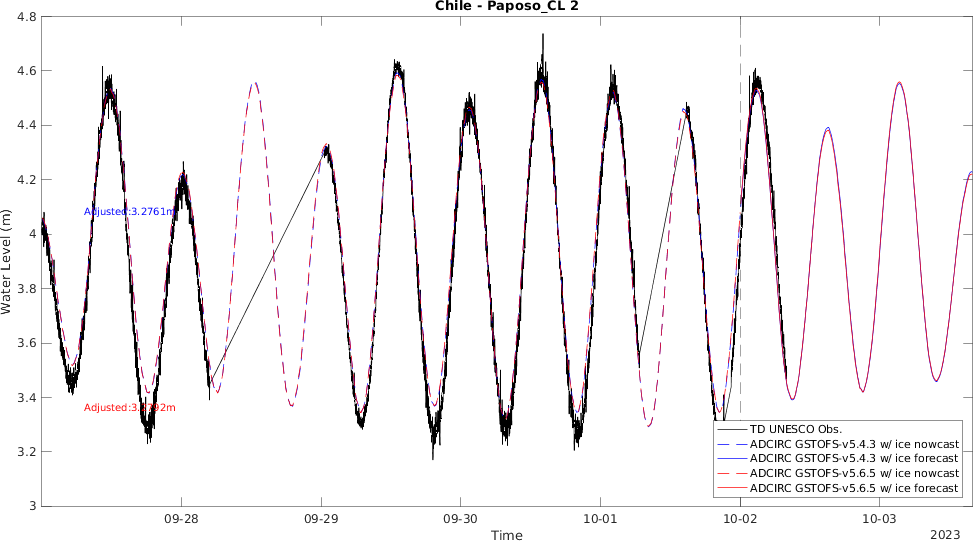 Chile - Paposo_CL 2
4.8
4.6
4.4
4.2
4
3.8
3.6
3.4
3.2
3
Water Level (m)
Adjusted:3.2761m
Adjusted:3.2792m
TD UNESCO Obs.
ADCIRC GSTOFS-v5.4.3 w/ ice nowcast
ADCIRC GSTOFS-v5.4.3 w/ ice forecast
ADCIRC GSTOFS-v5.6.5 w/ ice nowcast
ADCIRC GSTOFS-v5.6.5 w/ ice forecast
09-28 09-29 09-30 10-01 10-02 10-03
Time
2023